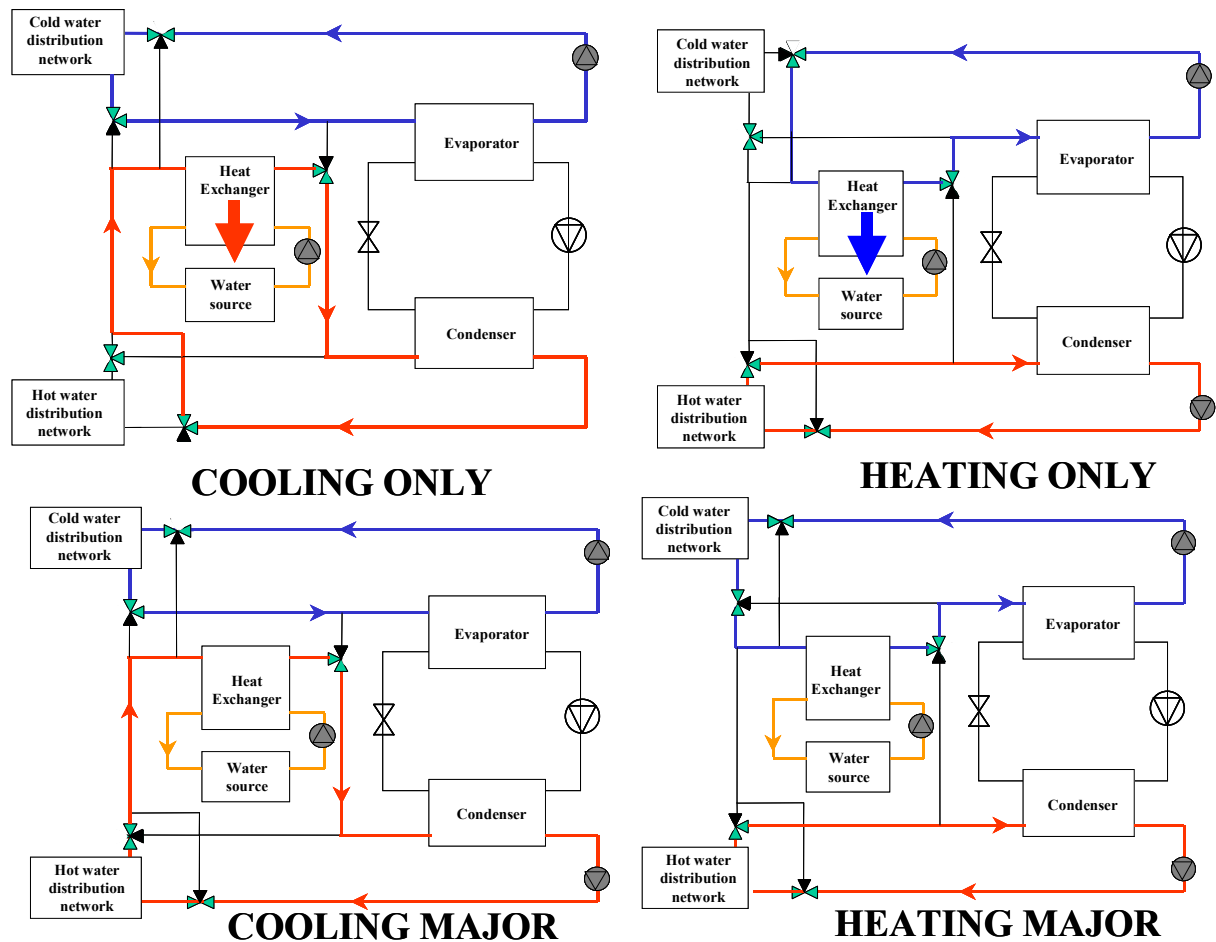 Cold water
distribution
network
Evaporator
Heat
Exchanger
Water
source
Condenser
Hot water
distribution
network
COOLING ONLY
Cold water
distribution
network
Evaporator
Heat
Exchanger
Water
source
Condenser
Hot water
distribution
network
HEATING ONLY
Cold water
distribution
network
Evaporator
Heat
Exchanger
Water
source
Condenser
Hot water
distribution
network
COOLING MAJOR
Cold water
distribution
network
Evaporator
Heat
Exchanger
Water
source
Condenser
Hot water
distribution
network
HEATING MAJOR